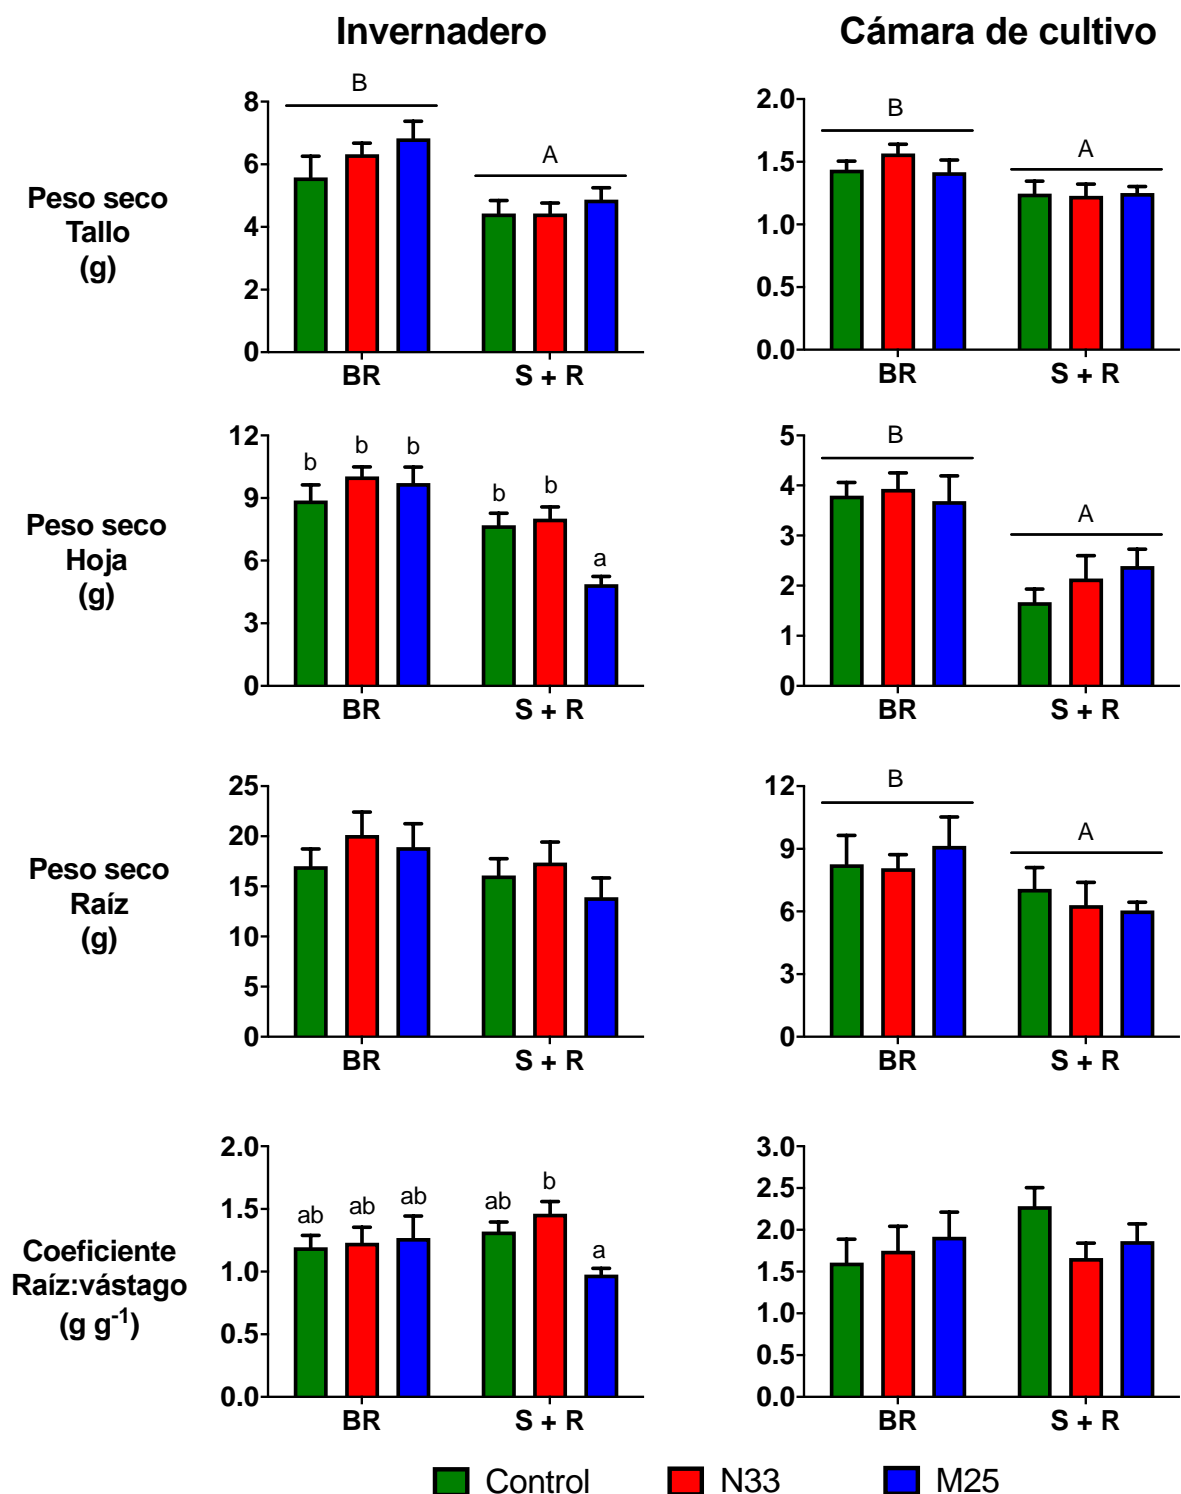 Invernadero
Cámara de cultivo
Peso seco
Tallo
(g)
8
6
4
2
0
B
A
BR
S + R
2.0
1.5
1.0
0.5
0.0
B
A
BR
S + R
Peso seco
Hoja
(g)
12
9
6
3
0
b
b
b
b
b
a
BR
S + R
5
4
3
2
1
0
B
A
BR
S + R
Peso seco
Raíz
(g)
25
20
15
10
5
0
BR
S + R
12
9
6
3
0
B
A
BR
S + R
Coeficiente
Raíz:vástago
(g g⁻¹)
2.0
1.5
1.0
0.5
0.0
ab
ab
ab
ab
b
a
BR
S + R
3.0
2.5
2.0
1.5
1.0
0.5
0.0
BR
S + R
Control
N33
M25